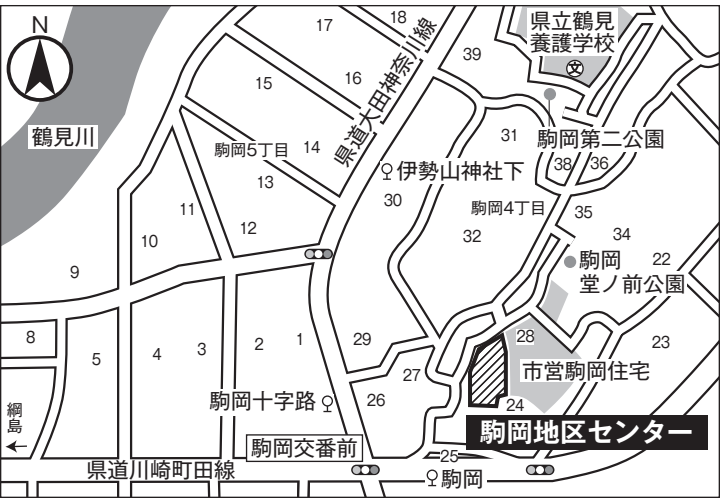 N
17
18
県立鶴見
養護学校
文
39
県道大田神奈川線
15
16
鶴見川
駒岡5丁目
14
31
駒岡第二公園
伊勢山神社下
38
36
13
30
駒岡4丁目
11
35
12
32
34
10
22
9
駒岡
堂ノ前公園
8
5
4
3
2
1
29
28
23
27
市営駒岡住宅
26
24
綱島
駒岡十字路
駒岡地区センター
駒岡交番前
25
県道川崎町田線
駒岡